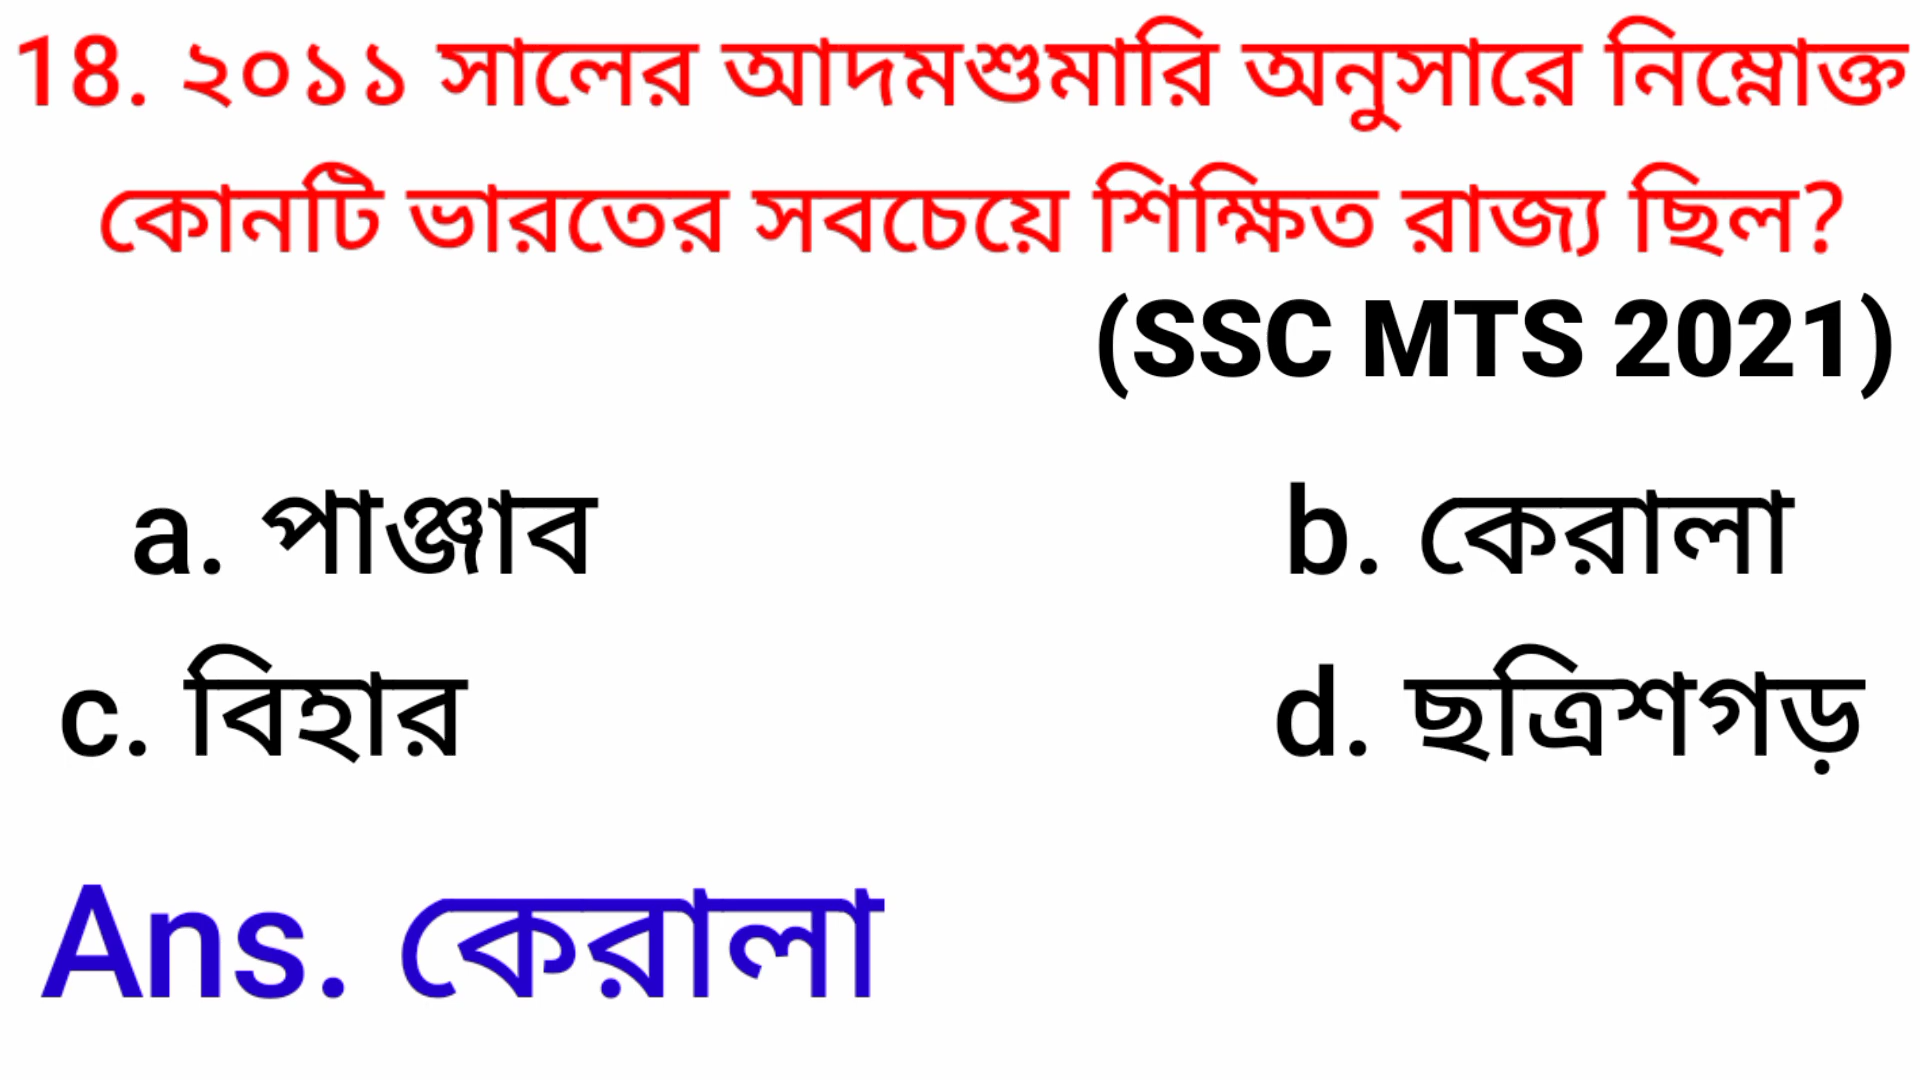 18. ২০১১ সালের আদমশুমারি অনুসারে নিম্নোক্ত
কোনটি ভারতের সবচেয়ে শিক্ষিত রাজ্য ছিল?
(SSC MTS 2021)
a. পাঞ্জাব b. কেরালা
c. বিহার d. ছত্রিশগড়
Ans. কেরালা